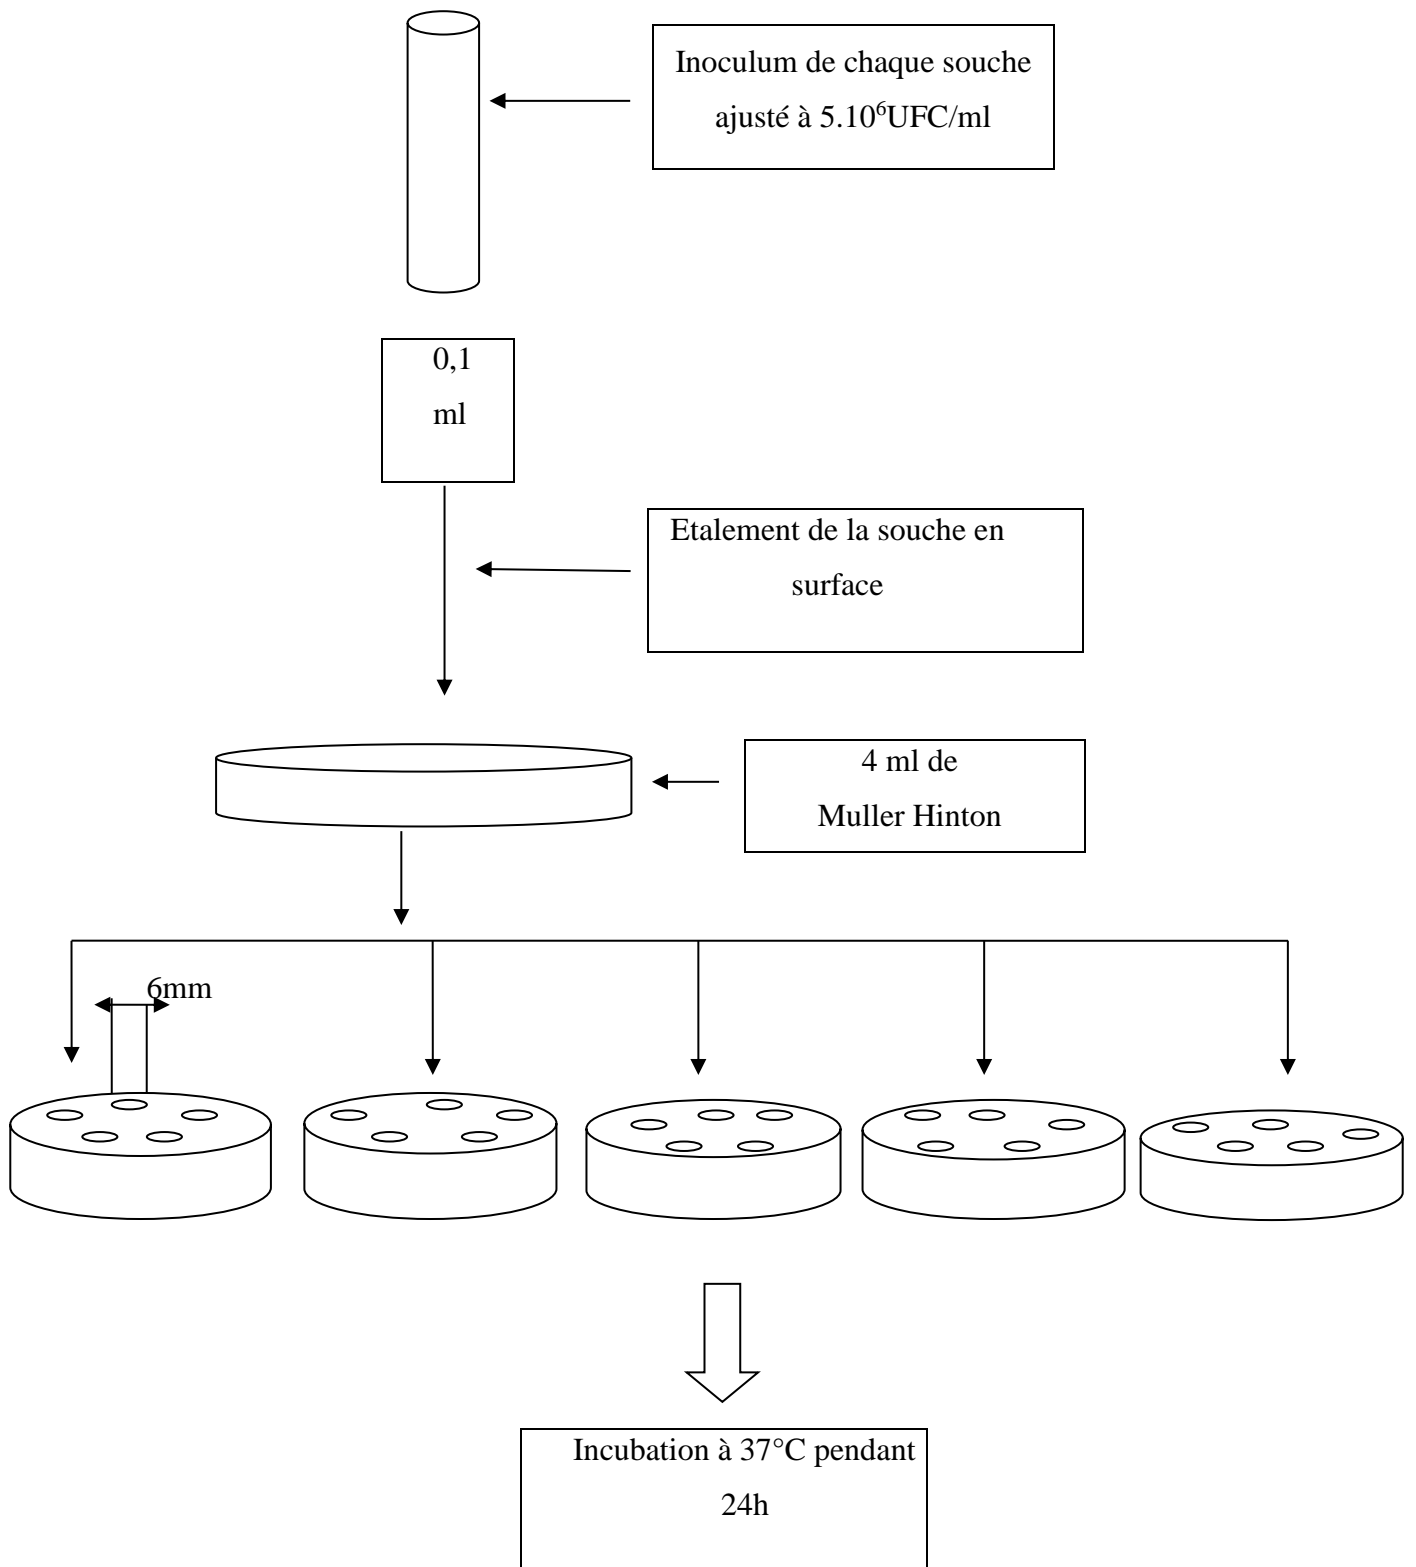 Inoculum de chaque souche
ajusté à 5.10⁶UFC/ml
0,1
ml
Etalement de la souche en
surface
4 ml de
Muller Hinton
6mm
Incubation à 37°C pendant
24h